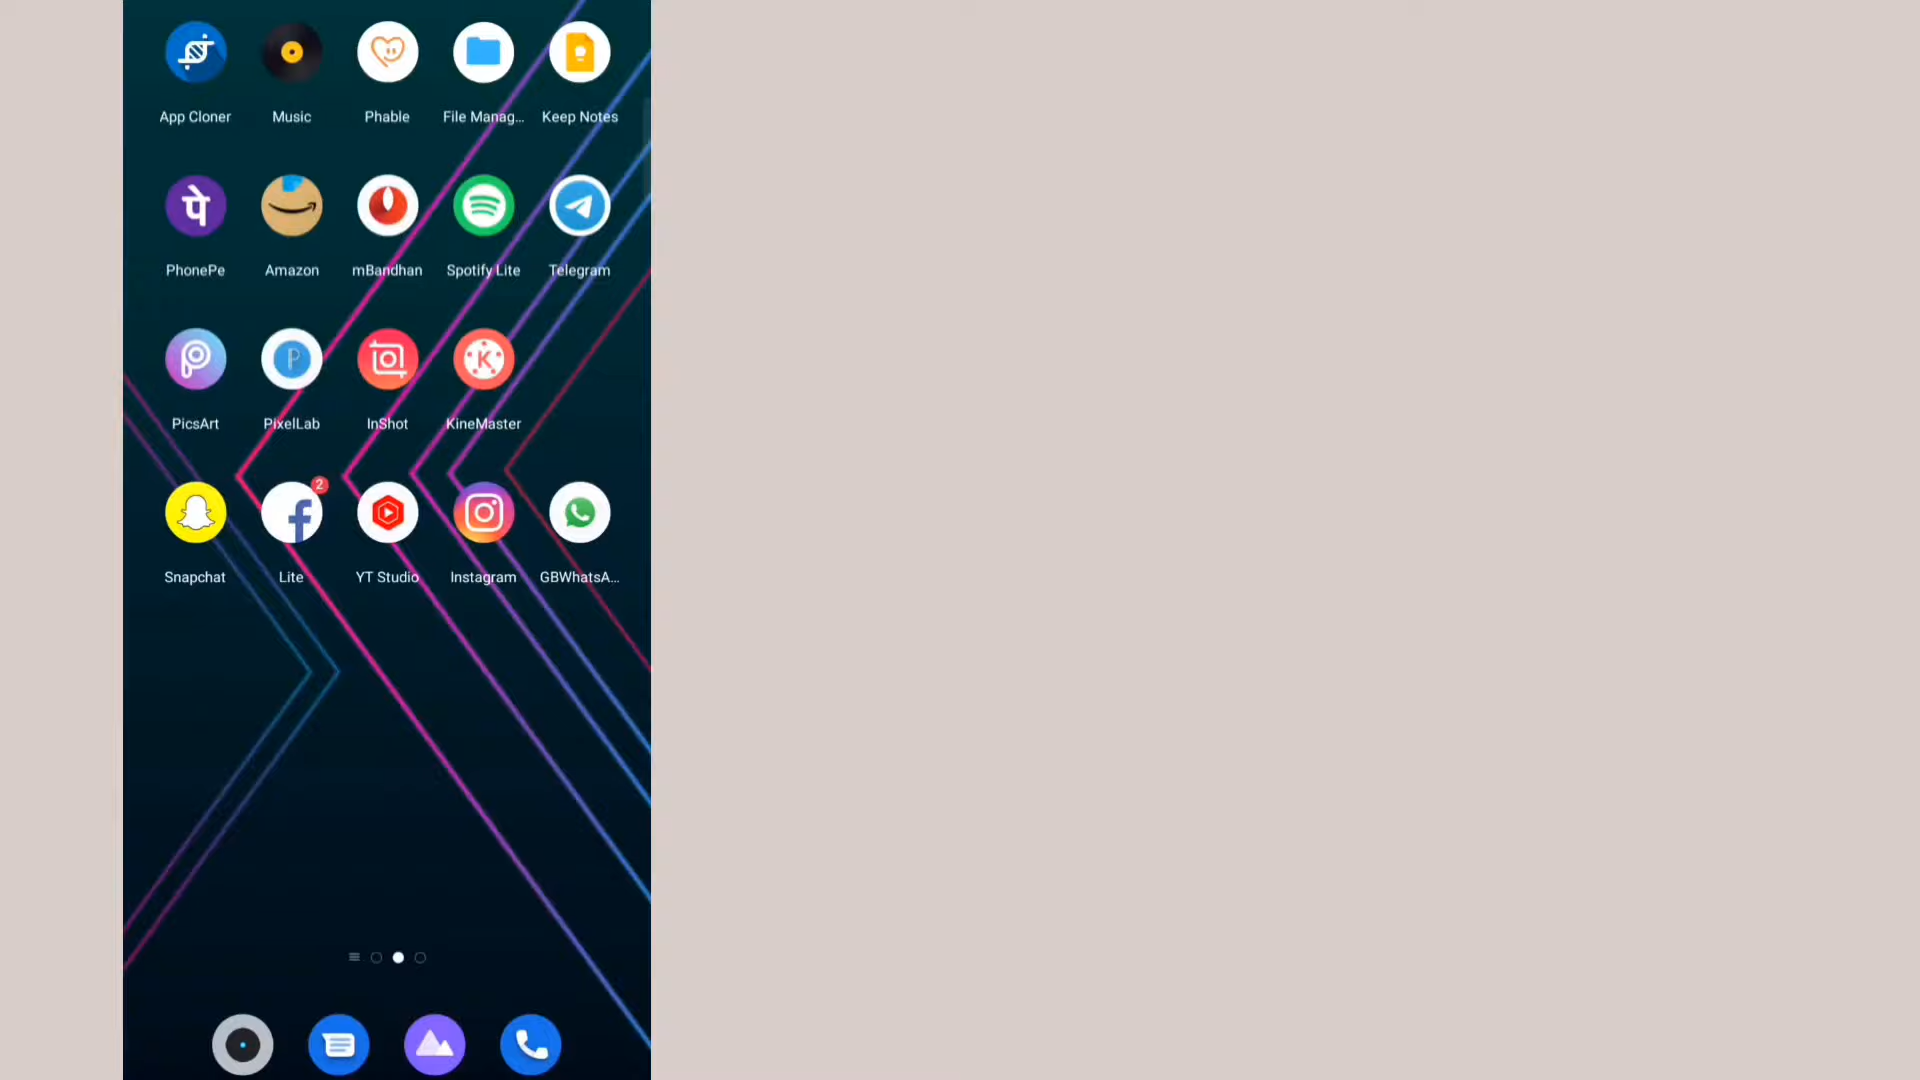 App Cloner Music Phable File Manag... Keep Notes
पे
PhonePe Amazon mBandhan Spotify Lite Telegram
P K
PicsArt PixelLab InShot KineMaster
2
Snapchat Lite YT Studio Instagram GBWhatsA...